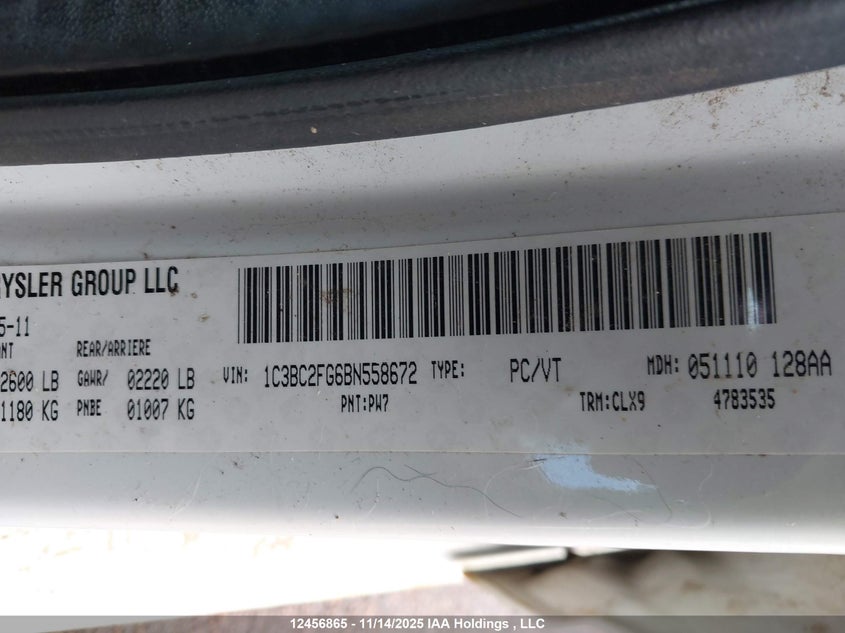 RYSLER GROUP LLC
5-11
NT REAR/ARRIERE
2600 LB GAWR/ 02220 LB VIN: 1C3BC2FG6BN558672 TYPE: PC/VT MDH: 051110 128AA
1180 KG PNBE 01007 KG PNT:PW7 TRM:CLX9 4783535
12456865 - 11/14/2025 IAA Holdings , LLC